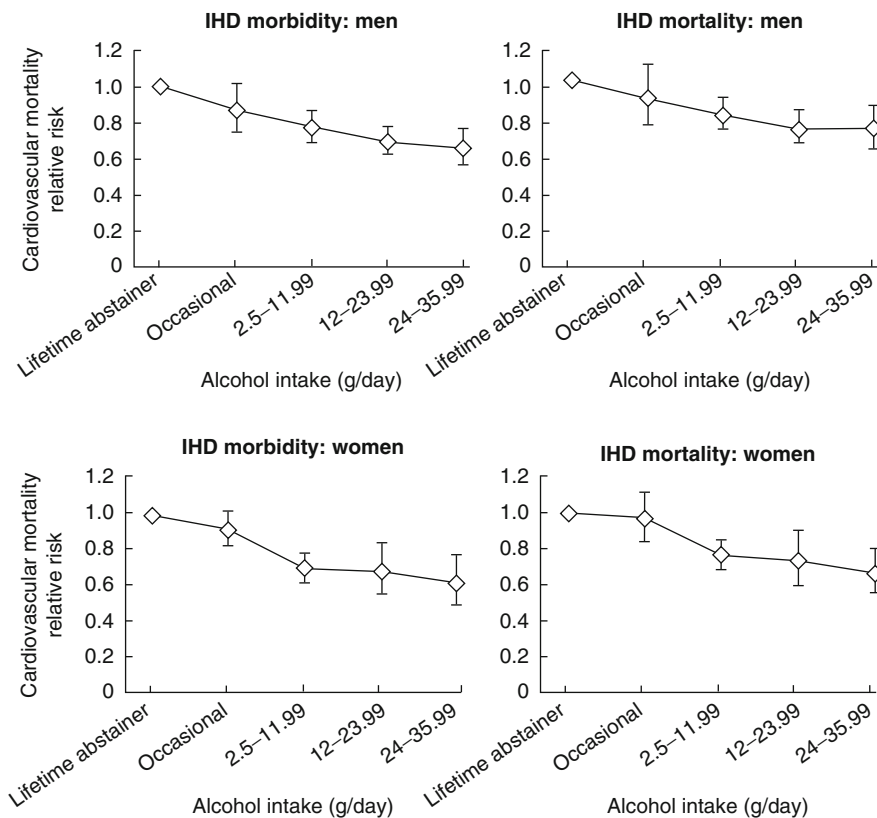 IHD morbidity: men
Cardiovascular mortality
relative risk
1.2
1.0
0.8
0.6
0.4
0.2
0
Lifetime abstainer
Occasional
2.5–11.99
12–23.99
24–35.99
Alcohol intake (g/day)
IHD mortality: men
1.2
1.0
0.8
0.6
0.4
0.2
0
Lifetime abstainer
Occasional
2.5–11.99
12–23.99
24–35.99
Alcohol intake (g/day)
IHD morbidity: women
Cardiovascular mortality
relative risk
1.2
1.0
0.8
0.6
0.4
0.2
0
Lifetime abstainer
Occasional
2.5–11.99
12–23.99
24–35.99
Alcohol intake (g/day)
IHD mortality: women
1.2
1.0
0.8
0.6
0.4
0.2
0
Lifetime abstainer
Occasional
2.5–11.99
12–23.99
24–35.99
Alcohol intake (g/day)